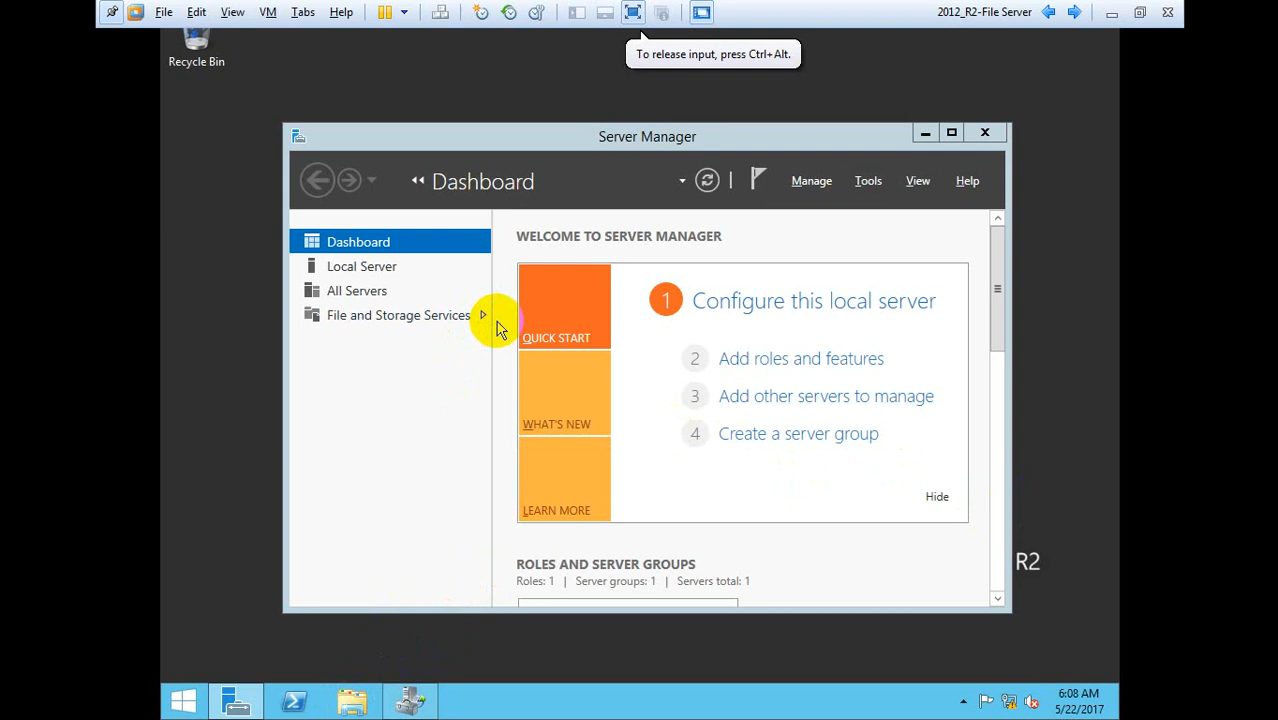 File Edit View VM Tabs Help
2012_R2-File Server
To release input, press Ctrl+Alt.
Recycle Bin
Server Manager
Dashboard
Manage Tools View Help
Dashboard
Local Server
All Servers
File and Storage Services
WELCOME TO SERVER MANAGER
QUICK START
WHAT'S NEW
LEARN MORE
1 Configure this local server
2 Add roles and features
3 Add other servers to manage
4 Create a server group
Hide
ROLES AND SERVER GROUPS
Roles: 1 | Server groups: 1 | Servers total: 1
R2
6:08 AM
5/22/2017